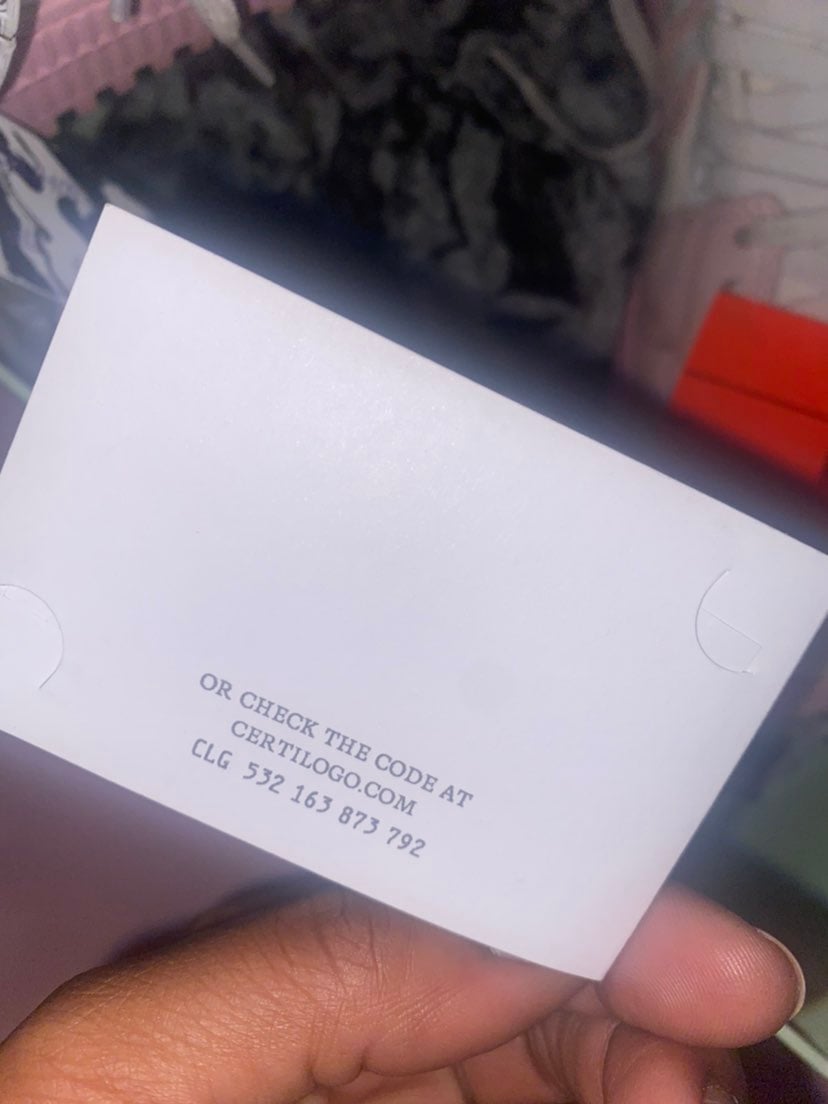 OR CHECK THE CODE AT
CERTILOGO.COM
CLG 532 163 873 792